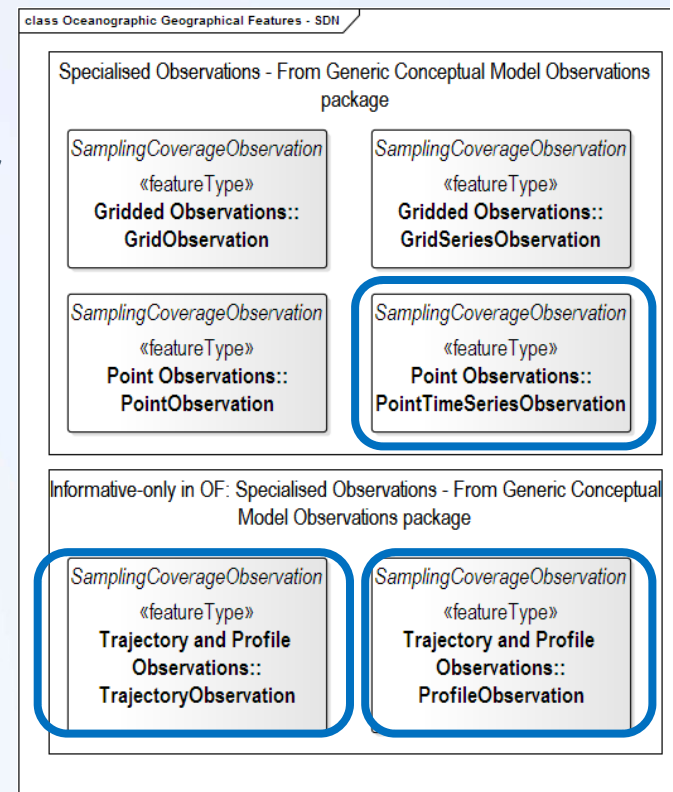 class Oceanographic Geographical Features - SDN
Specialised Observations - From Generic Conceptual Model Observations
package
SamplingCoverageObservation
«featureType»
Gridded Observations::
GridObservation
SamplingCoverageObservation
«featureType»
Gridded Observations::
GridSeriesObservation
SamplingCoverageObservation
«featureType»
Point Observations::
PointObservation
SamplingCoverageObservation
«featureType»
Point Observations::
PointTimeSeriesObservation
Informative-only in OF: Specialised Observations - From Generic Conceptual
Model Observations package
SamplingCoverageObservation
«featureType»
Trajectory and Profile
Observations::
TrajectoryObservation
SamplingCoverageObservation
«featureType»
Trajectory and Profile
Observations::
ProfileObservation